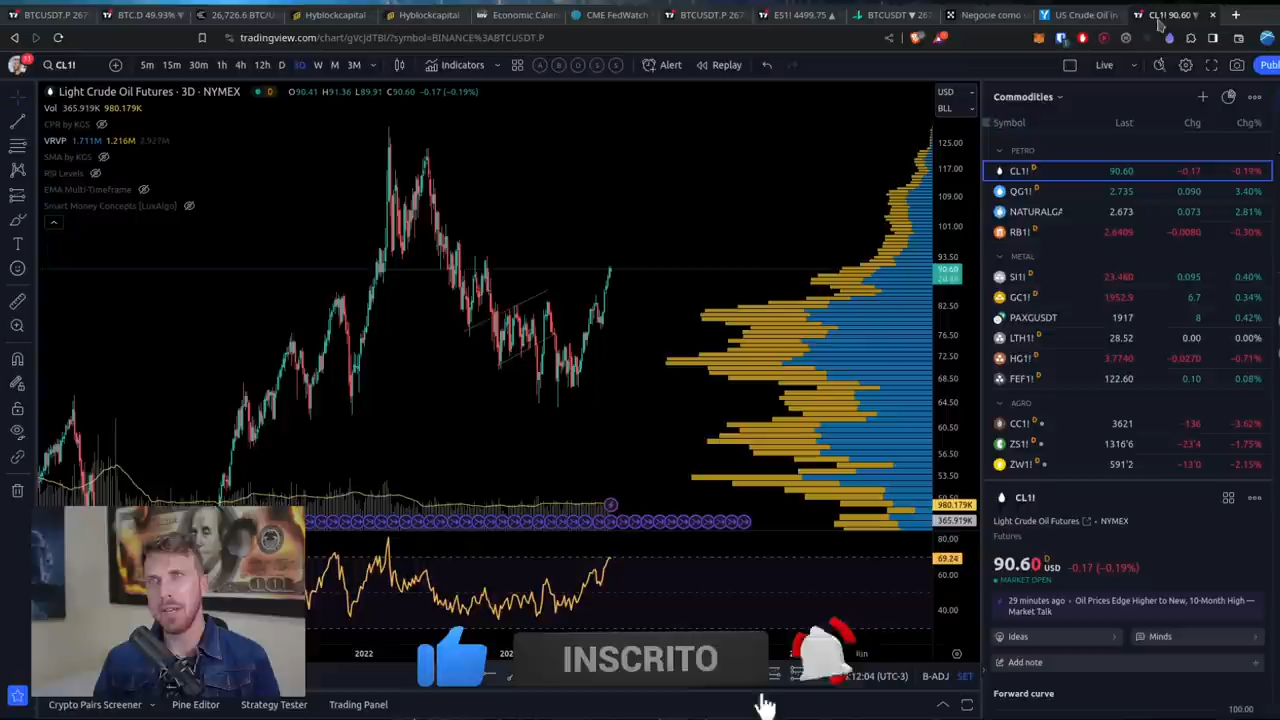 BTCUSDT.P 267
BTC.D 49.93% ▼
26,726.6 BTC/U
Hyblockcapital
Hyblockcapital
Economic Calen
CME FedWatch
BTCUSDT.P 267
ES1! 4499.75 ▲
BTCUSDT ▼ 267
Negocie como
US Crude Oil in
CL1! 90.60 ▼
tradingview.com/chart/gVcJdTBl/?symbol=BINANCE%3ABTCUSDT.P
CL1!
5m 15m 30m 1h 4h 12h D 3D W M 3M
Indicators
A B D S S
Alert
Replay
Live
Publ
Light Crude Oil Futures · 3D · NYMEX
D
O90.41 H91.36 L89.91 C90.60 −0.17 (−0.19%)
Vol 365.919K 980.179K
CPR by KGS
VRVP 1.711M 1.216M 2.927M
SMA by KGS
RSI Levels
EMA Multi-Timeframe
Smart Money Concepts [LuxAlgo]
USD
BLL
125.00
117.00
109.00
101.00
93.50
90.60
82.50
76.50
72.50
68.50
64.50
60.50
56.50
53.50
50.50
980.179K
365.919K
80.00
69.24
60.00
40.00
2022
Commodities
Symbol Last Chg Chg%
PETRO
CL1! D 90.60 −0.17 −0.19%
QG1! D 2.735 0.090 3.40%
NATURALGA 2.673 0.073 2.81%
RB1! D 2.6409 −0.0080 −0.30%
METAL
SI1! D 23.460 0.095 0.40%
GC1! D 1952.9 6.7 0.34%
PAXGUSDT 1917 8 0.42%
LTH1! D 28.52 0.00 0.00%
HG1! D 3.7740 −0.0270 −0.71%
FEF1! D 122.60 0.10 0.08%
AGRO
CC1! 3621 −136 −3.62%
ZS1! 1316'6 −23'4 −1.75%
ZW1! 591'2 −13'0 −2.15%
CL1!
Light Crude Oil Futures · NYMEX
Futures
90.60 D USD −0.17 (−0.19%)
MARKET OPEN
29 minutes ago • Oil Prices Edge Higher to New, 10-Month High — Market Talk
Ideas
Minds
Add note
Forward curve
100.00
INSCRITO
:12:04 (UTC-3)
B-ADJ
SET
Crypto Pairs Screener
Pine Editor
Strategy Tester
Trading Panel